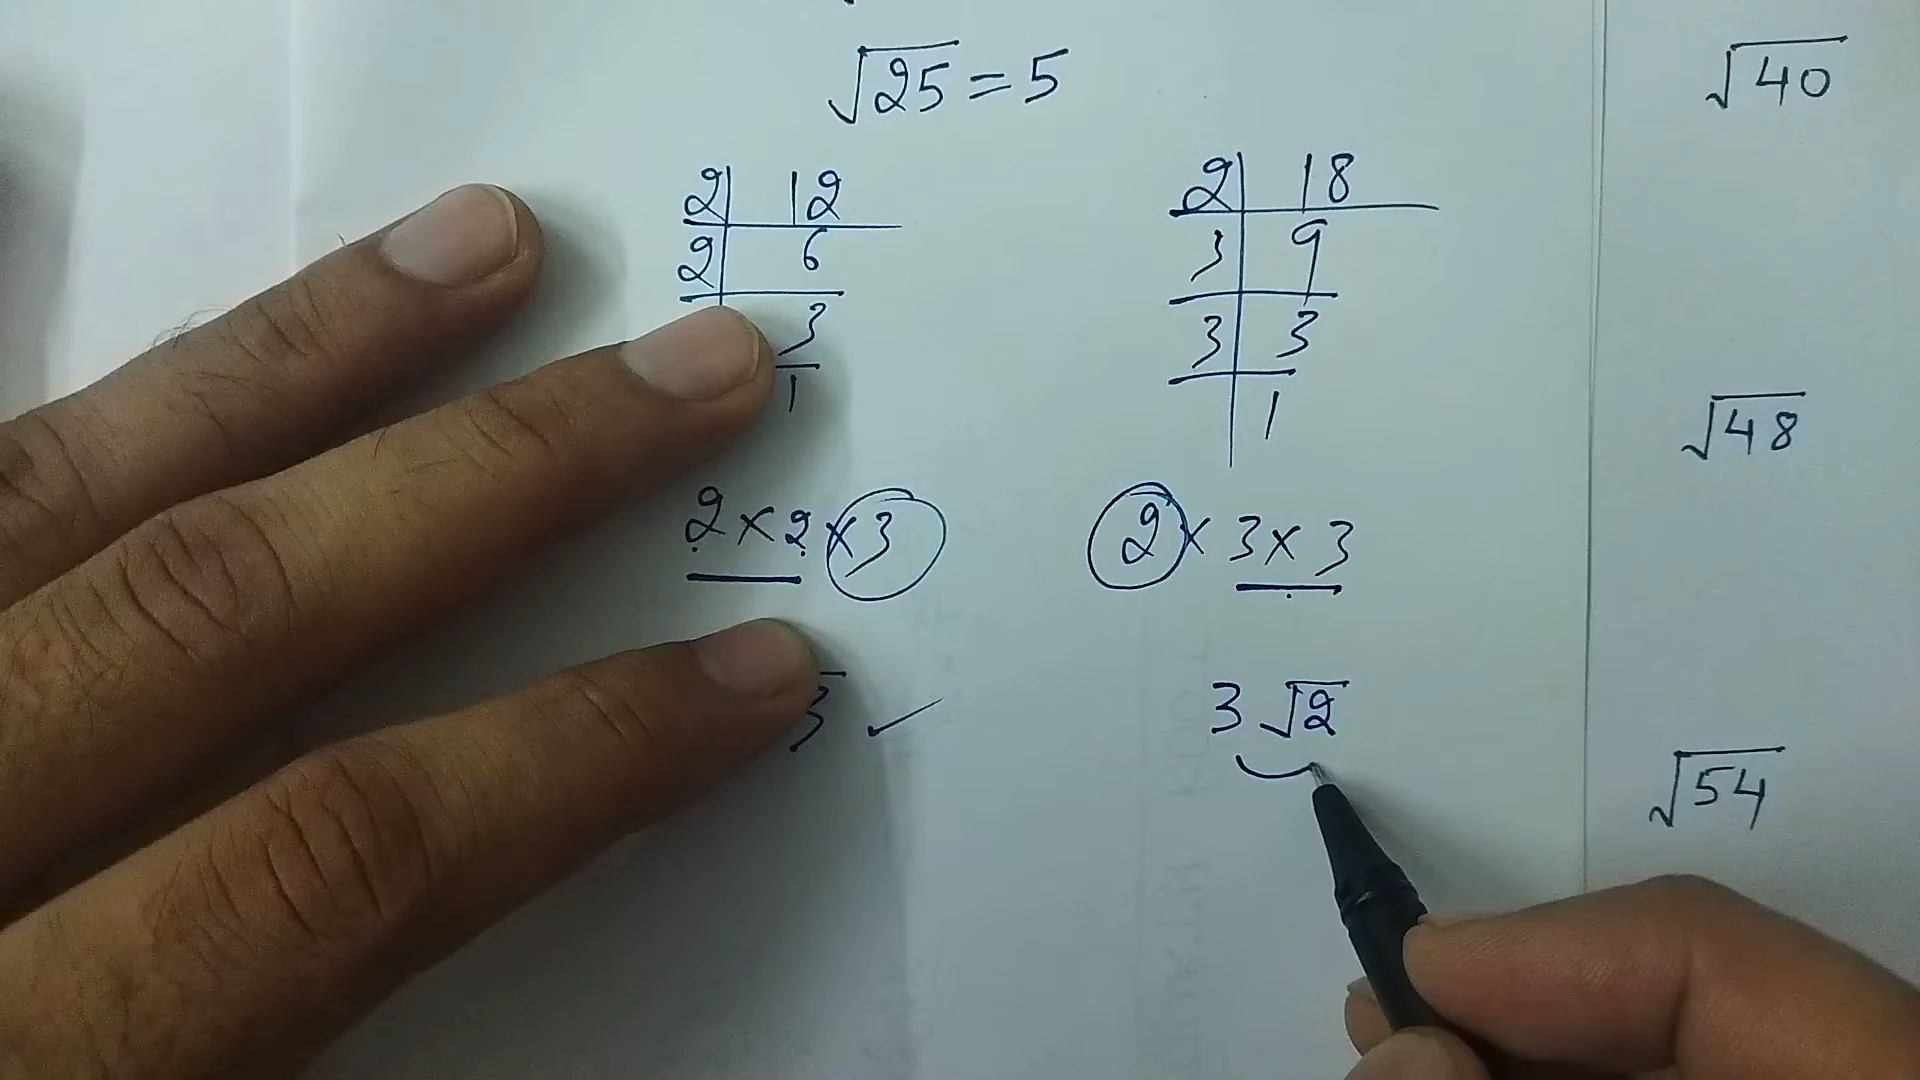 √25 = 5
√40
2 | 12
2 | 6
3
1
2 | 18
3 | 9
3 | 3
1
2 × 2 × 3
2 × 3 × 3
√48
3 ✓
3 √2
√54